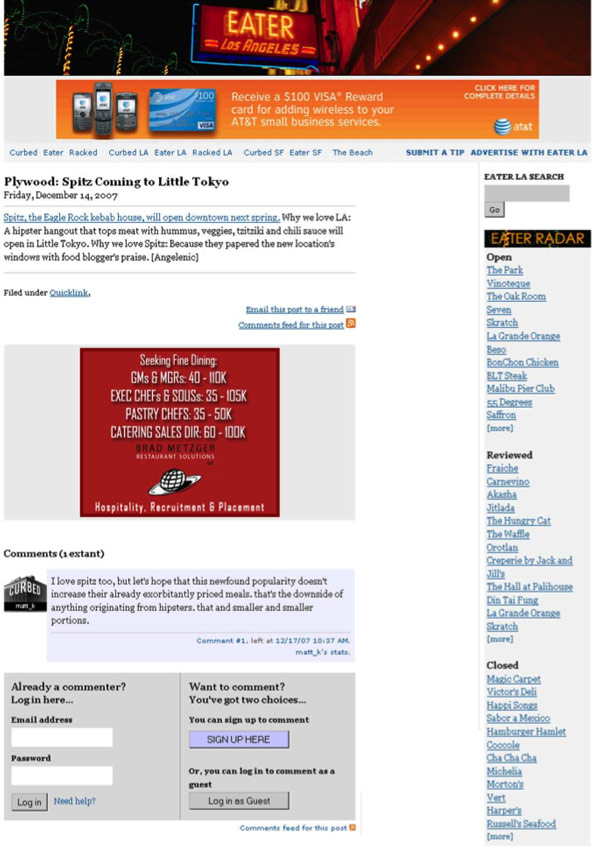 EATER
Los ANGELES
at&t
$100
VISA
Receive a $100 VISA® Reward
card for adding wireless to your
AT&T small business services.
CLICK HERE FOR
COMPLETE DETAILS
at&t
Curbed Eater Racked Curbed LA Eater LA Racked LA Curbed SF Eater SF The Beach SUBMIT A TIP ADVERTISE WITH EATER LA
Plywood: Spitz Coming to Little Tokyo
Friday, December 14, 2007
Spitz, the Eagle Rock kebab house, will open downtown next spring. Why we love LA:
A hipster hangout that tops meat with hummus, veggies, tzitziki and chili sauce will
open in Little Tokyo. Why we love Spitz: Because they papered the new location's
windows with food blogger's praise. [Angelenic]
Filed under Quicklink,
Email this post to a friend
Comments feed for this post
Seeking Fine Dining:
GMs & MGRs: 40 - 110K
EXEC CHEFs & SOUSs: 35 - 105K
PASTRY CHEFS: 35 - 50K
CATERING SALES DIR: 60 - 100K
BRAD METZGER
RESTAURANT SOLUTIONS
Hospitality, Recruitment & Placement
Comments (1 extant)
CURBED
matt_k
I love spitz too, but let's hope that this newfound popularity doesn't
increase their already exorbitantly priced meals. that's the downside of
anything originating from hipsters. that and smaller and smaller
portions.
Comment #1, left at 12/17/07 10:37 AM.
matt_k's stats.
Already a commenter?
Log in here...
Email address
Password
Log in
Need help?
Want to comment?
You've got two choices...
You can sign up to comment
SIGN UP HERE
Or, you can log in to comment as a
guest
Log in as Guest
Comments feed for this post
EATER LA SEARCH
Go
EATER RADAR
Open
The Park
Vinoteque
The Oak Room
Seven
Skratch
La Grande Orange
Beso
BonChon Chicken
BLT Steak
Malibu Pier Club
55 Degrees
Saffron
[more]
Reviewed
Fraiche
Carnevino
Akasha
Jitlada
The Hungry Cat
The Waffle
Orotlan
Creperie by Jack and
Jill's
The Hall at Palihouse
Din Tai Fung
La Grande Orange
Skratch
[more]
Closed
Magic Carpet
Victor's Deli
Happi Songs
Sabor a Mexico
Hamburger Hamlet
Coccole
Cha Cha Cha
Michelia
Morton's
Vert
Harper's
Russell's Seafood
[more]